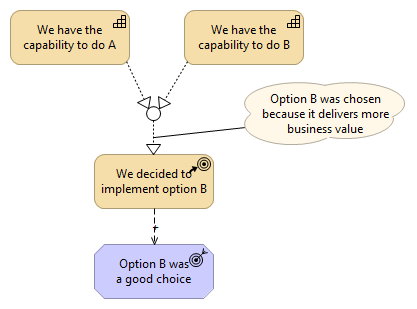 We have the
capability to do A
We have the
capability to do B
Option B was chosen
because it delivers more
business value
We decided to
implement option B
+
Option B was
a good choice